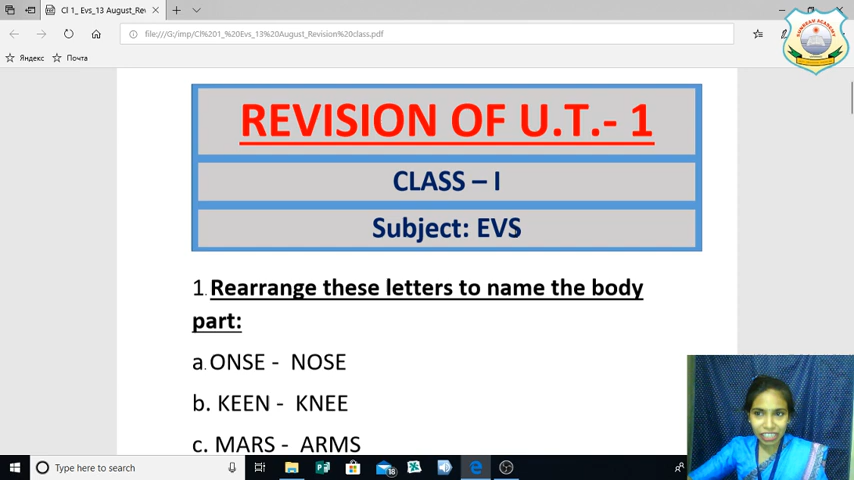 Cl 1_ Evs_13 August_Re
file:///G:/imp/Cl%201_%20Evs_13%20August_Revision%20class.pdf
Яндекс
Почта
REVISION OF U.T.- 1
CLASS – I
Subject: EVS
1. Rearrange these letters to name the body
part:
a. ONSE - NOSE
b. KEEN - KNEE
c. MARS - ARMS
Type here to search
18